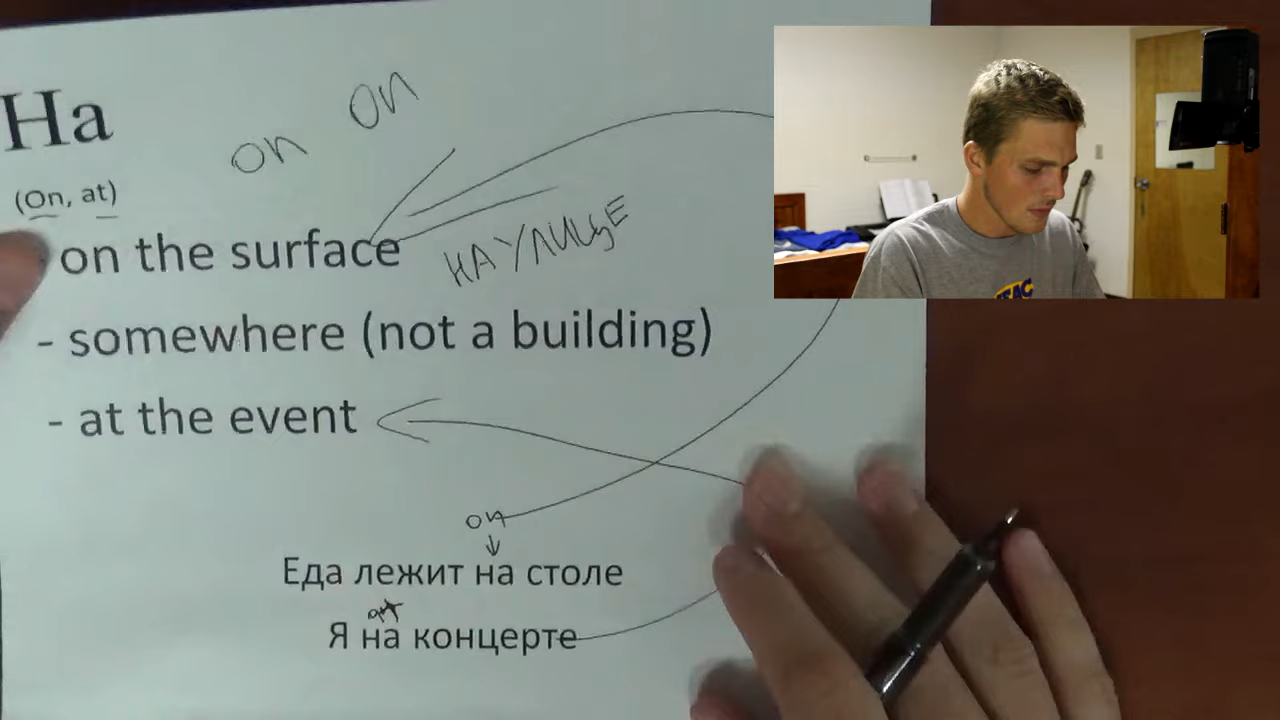 on on
На
(On, at)
on the surface
НА УЛИЦЕ
- somewhere (not a building)
- at the event
on
Еда лежит на столе
at
Я на концерте